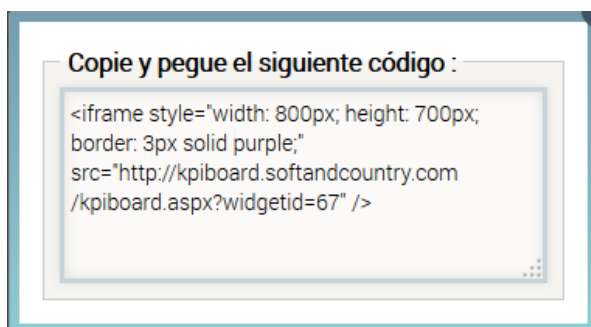 Copie y pegue el siguiente código :
<iframe style="width: 800px; height: 700px;
border: 3px solid purple;"
src="http://kpiboard.softandcountry.com
/kpiboard.aspx?widgetid=67" />